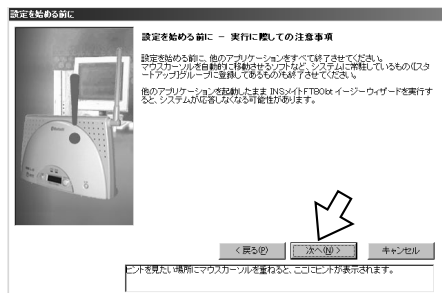 設定を始める前に
設定を始める前に － 実行に際しての注意事項
設定を始める前に、他のアプリケーションをすべて終了させてください。
マウスカーソルを自動的に移動させるソフトなど、システムに常駐しているもの([スタ
ートアップ]グループに登録してあるもの)も終了させてください。
他のアプリケーションを起動したまま INSメイトFT80bt イージーウィザードを実行す
ると、システムが応答しなくなる可能性があります。
< 戻る(P)
次へ(N) >
キャンセル
ヒントを見たい場所にマウスカーソルを重ねると、ここにヒントが表示されます。